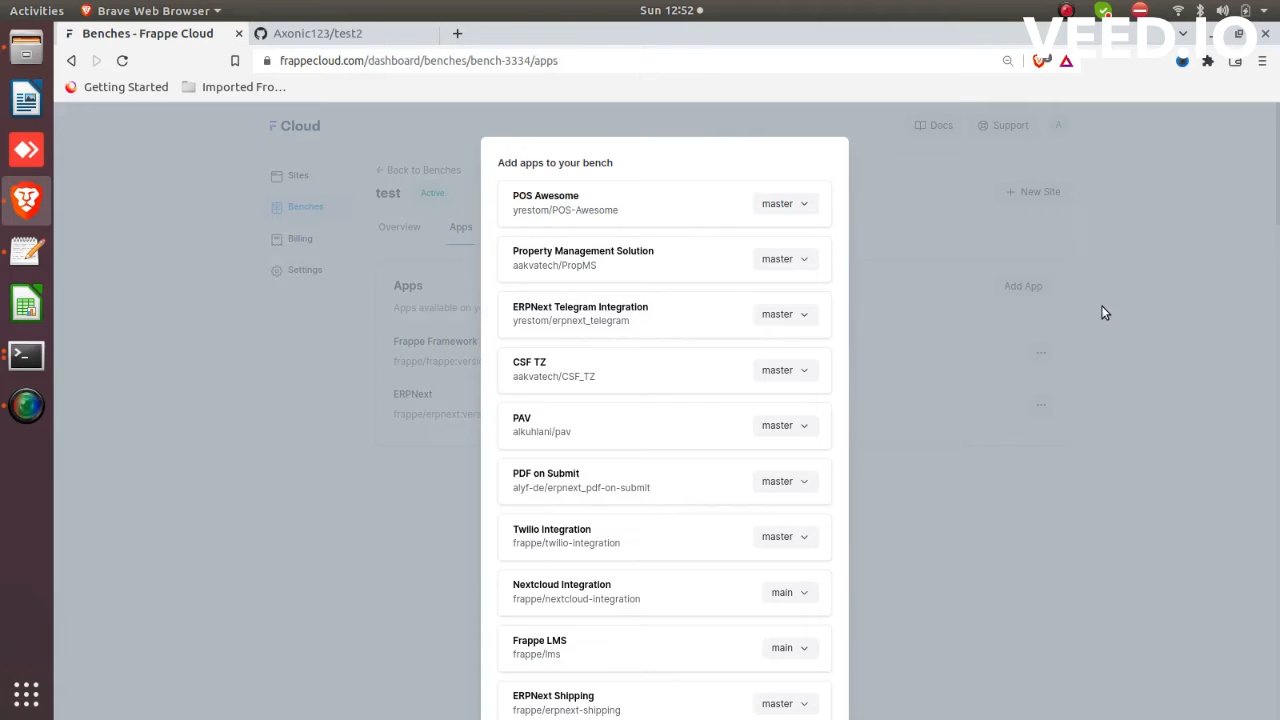 Activities
Brave Web Browser
Sun 12:52
VEED.IO
Benches - Frappe Cloud
Axonic123/test2
frappecloud.com/dashboard/benches/bench-3334/apps
Getting Started
Imported Fro...
Cloud
Docs
Support
A
Sites
Benches
Billing
Settings
← Back to Benches
test
Active
+ New Site
Overview
Apps
Apps
Add App
Apps available on y
Frappe Framework
frappe/frappe:versi
...
ERPNext
frappe/erpnext:vers
...
Add apps to your bench
POS Awesome
yrestom/POS-Awesome
master
Property Management Solution
aakvatech/PropMS
master
ERPNext Telegram Integration
yrestom/erpnext_telegram
master
CSF TZ
aakvatech/CSF_TZ
master
PAV
alkuhlani/pav
master
PDF on Submit
alyf-de/erpnext_pdf-on-submit
master
Twilio Integration
frappe/twilio-integration
master
Nextcloud Integration
frappe/nextcloud-integration
main
Frappe LMS
frappe/lms
main
ERPNext Shipping
frappe/erpnext-shipping
master